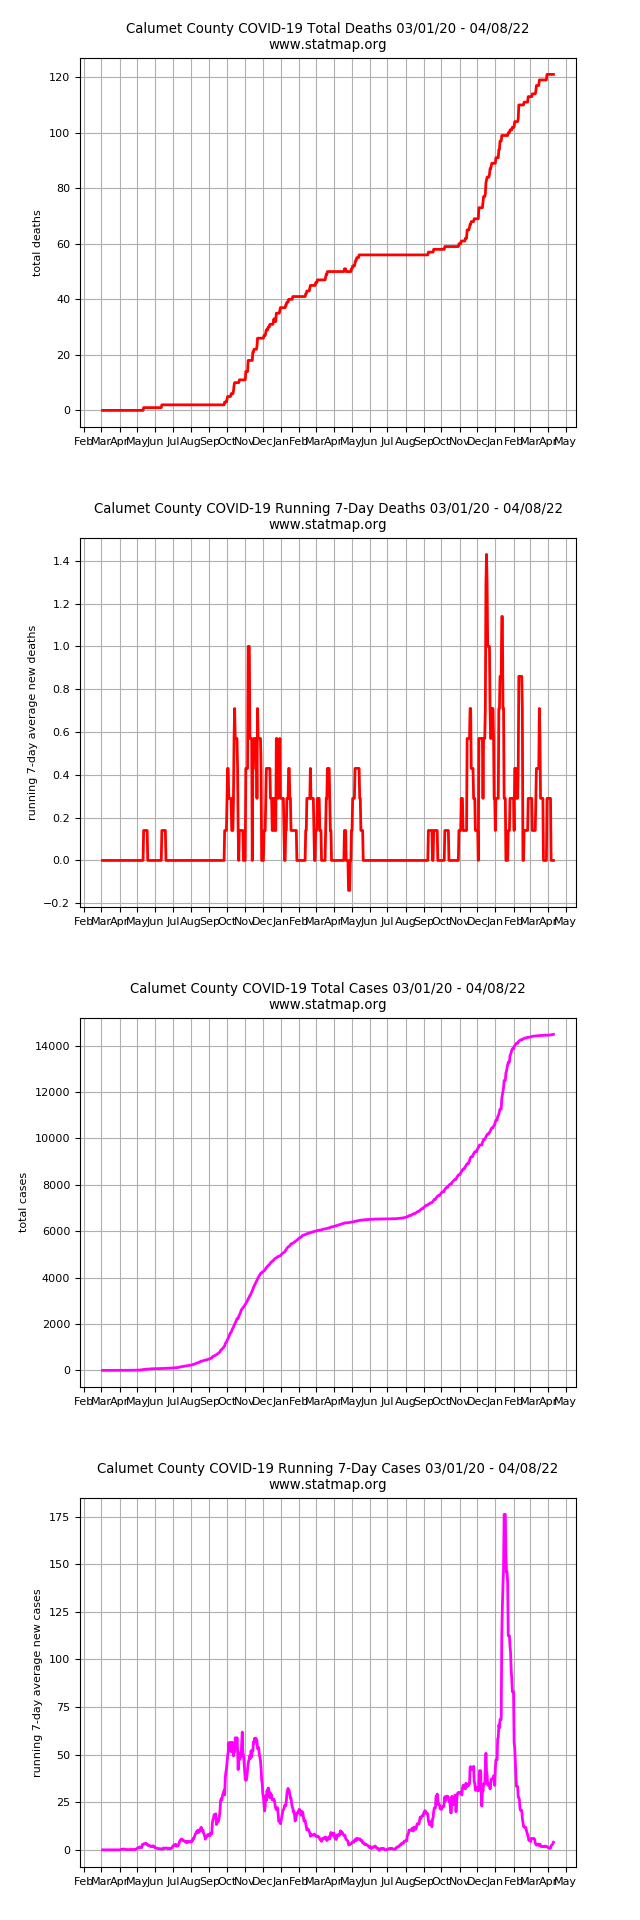 Calumet County COVID-19 Total Deaths 03/01/20 - 04/08/22
www.statmap.org
120
100
80
60
40
20
0
total deaths
Feb Mar Apr May Jun Jul Aug Sep Oct Nov Dec Jan Feb Mar Apr May Jun Jul Aug Sep Oct Nov Dec Jan Feb Mar Apr May
Calumet County COVID-19 Running 7-Day Deaths 03/01/20 - 04/08/22
www.statmap.org
1.4
1.2
1.0
0.8
0.6
0.4
0.2
0.0
−0.2
running 7-day average new deaths
Feb Mar Apr May Jun Jul Aug Sep Oct Nov Dec Jan Feb Mar Apr May Jun Jul Aug Sep Oct Nov Dec Jan Feb Mar Apr May
Calumet County COVID-19 Total Cases 03/01/20 - 04/08/22
www.statmap.org
14000
12000
10000
8000
6000
4000
2000
0
total cases
Feb Mar Apr May Jun Jul Aug Sep Oct Nov Dec Jan Feb Mar Apr May Jun Jul Aug Sep Oct Nov Dec Jan Feb Mar Apr May
Calumet County COVID-19 Running 7-Day Cases 03/01/20 - 04/08/22
www.statmap.org
175
150
125
100
75
50
25
0
running 7-day average new cases
Feb Mar Apr May Jun Jul Aug Sep Oct Nov Dec Jan Feb Mar Apr May Jun Jul Aug Sep Oct Nov Dec Jan Feb Mar Apr May